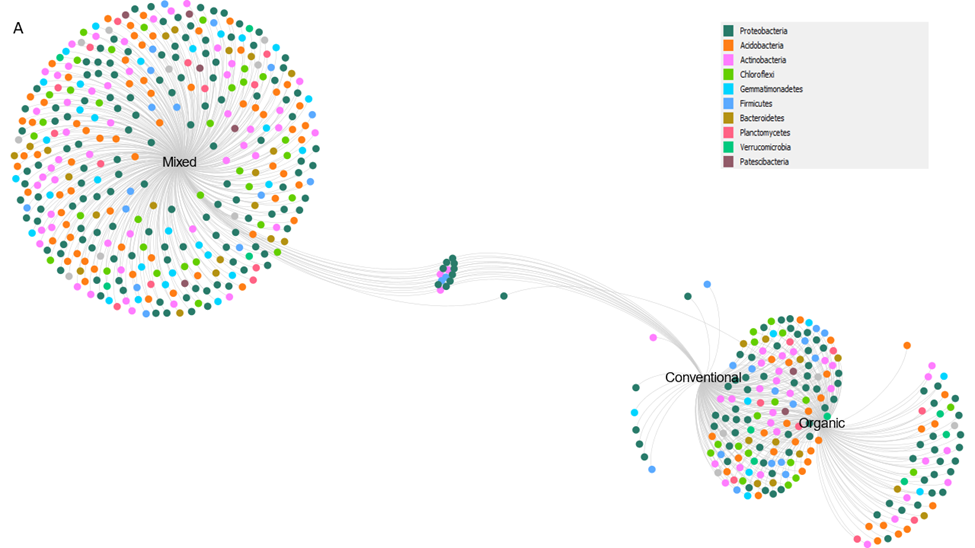 A
Proteobacteria
Acidobacteria
Actinobacteria
Chloroflexi
Gemmatimonadetes
Firmicutes
Bacteroidetes
Planctomycetes
Verrucomicrobia
Patescibacteria
Mixed
Conventional
Organic